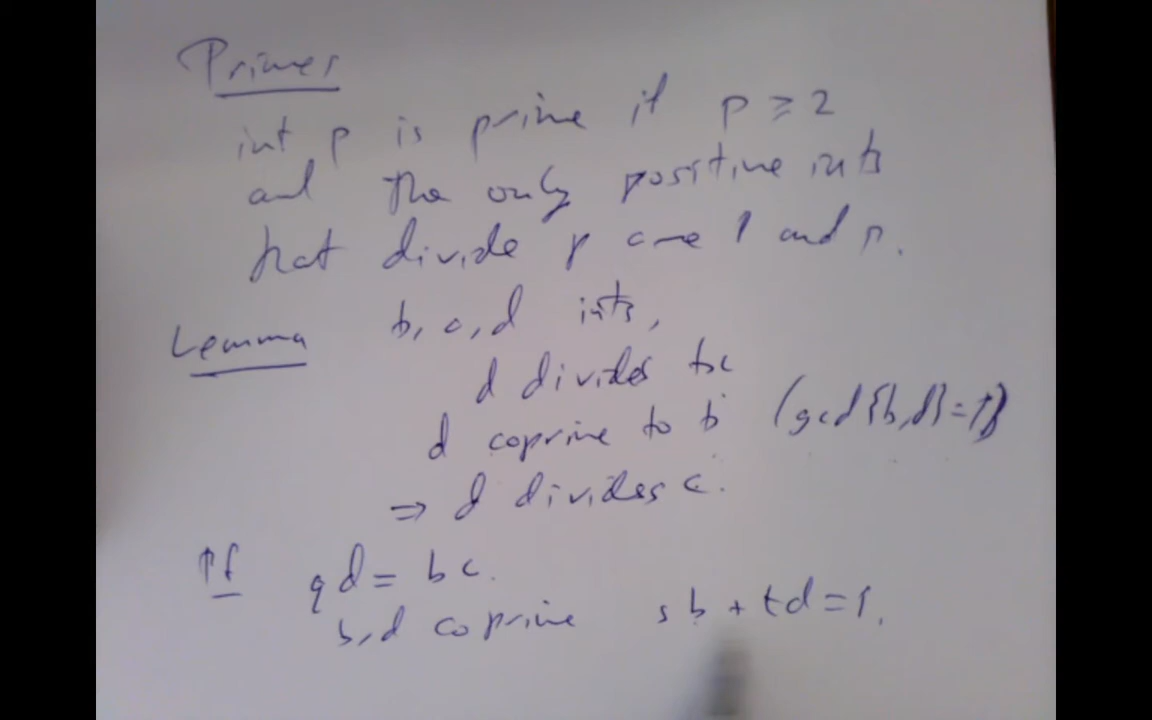 Primes
int p is prime if p ≥ 2
and the only positive ints
that divide p are 1 and p.
Lemma b, c, d ints,
d divides bc
d coprime to b (gcd{b,d}=1)
⇒ d divides c.
Pf qd = bc.
b,d coprime sb + td = 1.